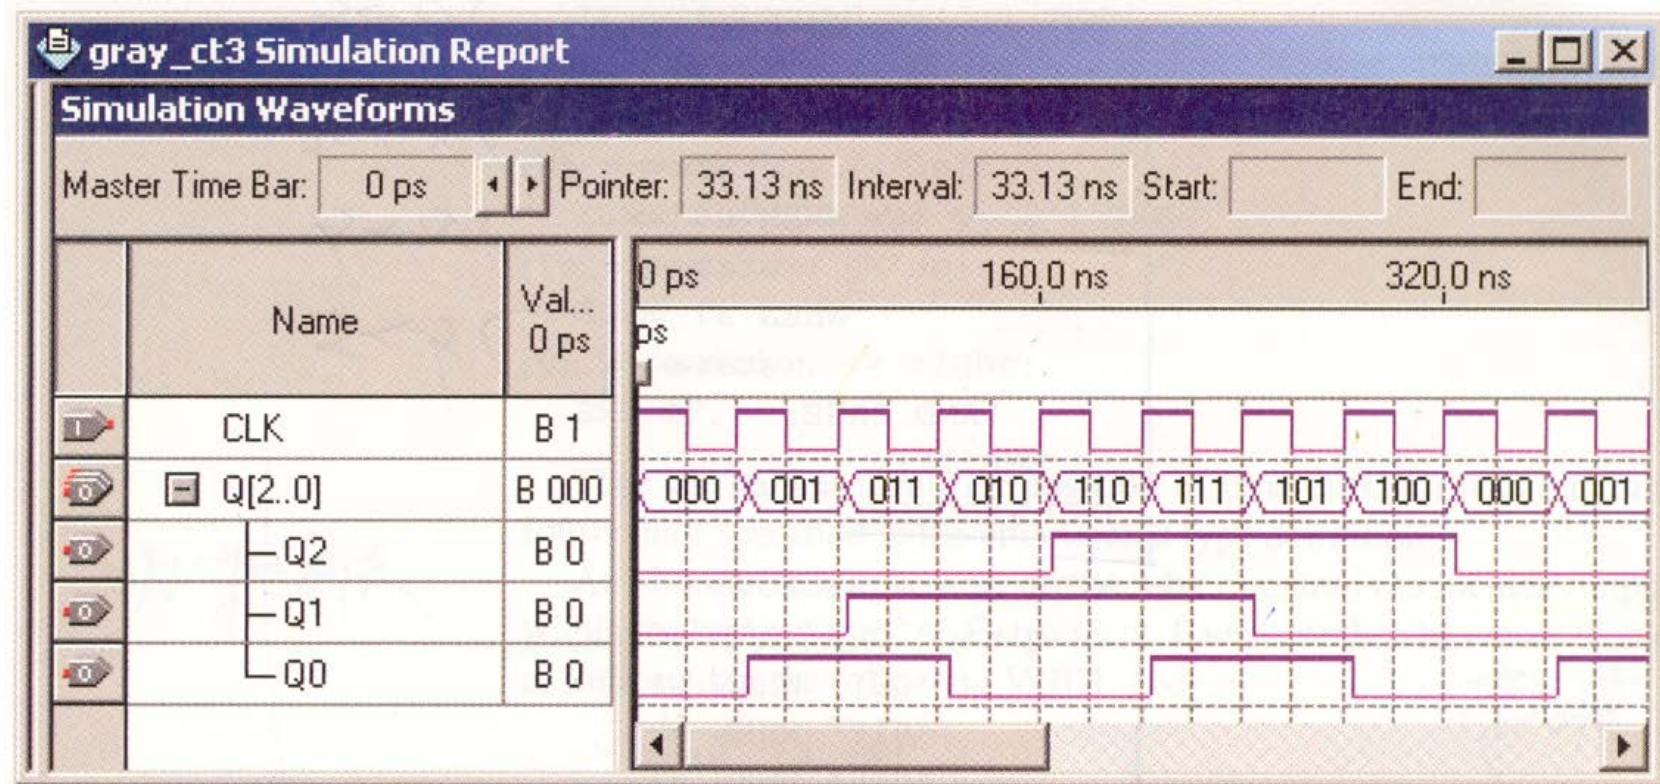 gray_ct3 Simulation Report
Simulation Waveforms
Master Time Bar: 0 ps Pointer: 33.13 ns Interval: 33.13 ns Start: End:
Name Val... 0 ps 0 ps 160.0 ns 320.0 ns
ps
CLK B 1
Q[2..0] B 000 000 001 011 010 110 111 101 100 000 001
Q2 B 0
Q1 B 0
Q0 B 0